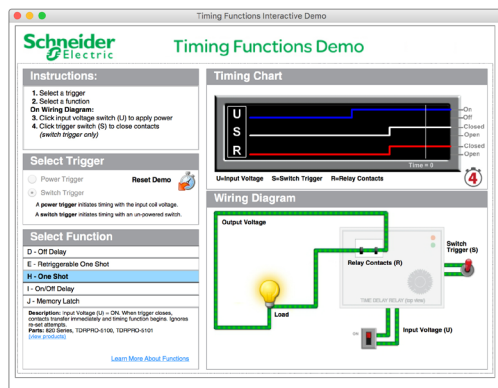 Timing Functions Interactive Demo
Schneider
Electric
Timing Functions Demo
Instructions:
1. Select a trigger
2. Select a function
On Wiring Diagram:
3. Click input voltage switch (U) to apply power
4. Click trigger switch (S) to close contacts
(switch trigger only)
Select Trigger
Power Trigger
Reset Demo
Switch Trigger
A power trigger initiates timing with the input coil voltage.
A switch trigger initiates timing with an un-powered switch.
Select Function
D - Off Delay
E - Retriggerable One Shot
H - One Shot
I - On/Off Delay
J - Memory Latch
Description: Input Voltage (U) = ON. When trigger closes,
contacts transfer immediately and timing function begins. Ignores
re-set attempts.
Parts: 820 Series, TDRPRO-5100, TDRPRO-5101
(view products)
Learn More About Functions
Timing Chart
U
S
R
On
Off
Closed
Open
Closed
Open
Time = 0
U=Input Voltage S=Switch Trigger R=Relay Contacts
4
Wiring Diagram
Output Voltage
Switch
Trigger (S)
Relay Contacts (R)
Load
TIME DELAY RELAY (top view)
ON
Input Voltage (U)